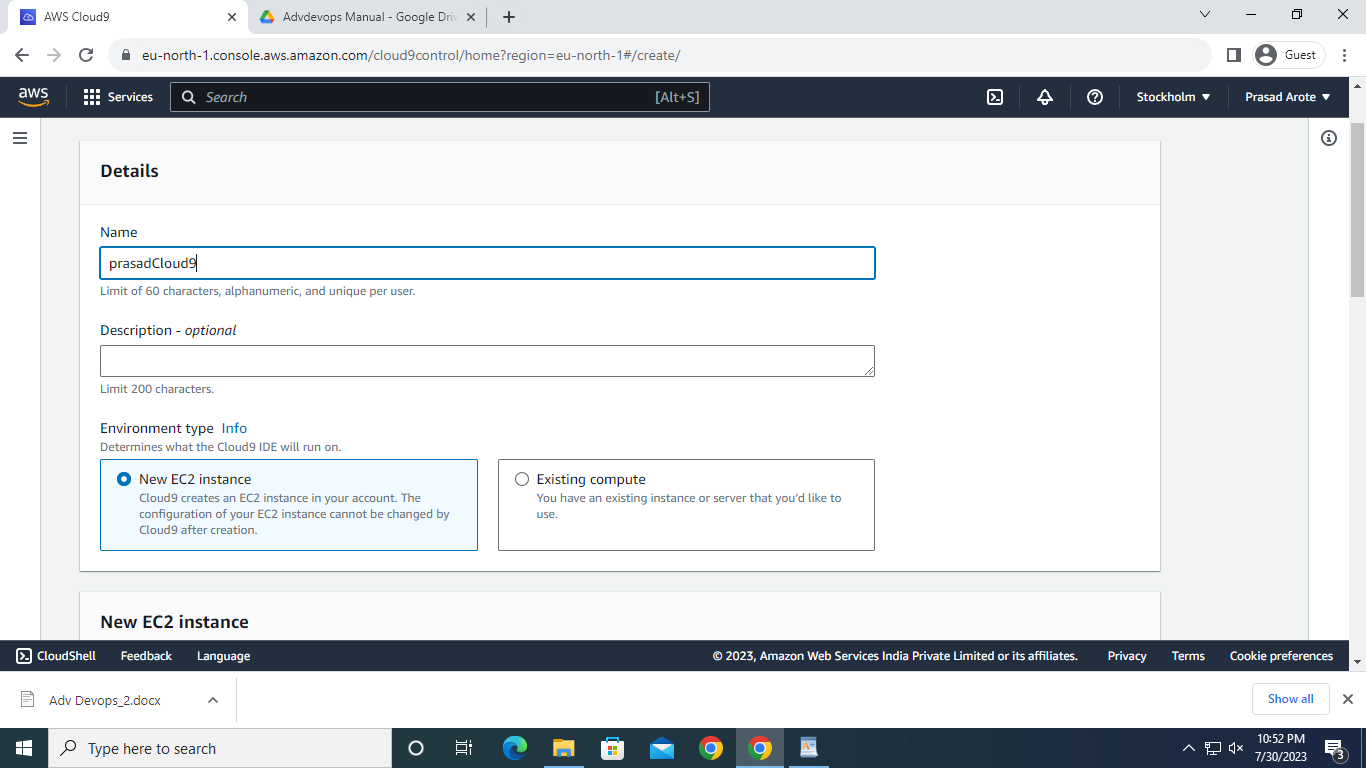 AWS Cloud9
Advdevops Manual - Google Driv
eu-north-1.console.aws.amazon.com/cloud9control/home?region=eu-north-1#/create/
Guest
aws
Services
Search
[Alt+S]
Stockholm
Prasad Arote
Details
Name
prasadCloud9
Limit of 60 characters, alphanumeric, and unique per user.
Description - optional
Limit 200 characters.
Environment type Info
Determines what the Cloud9 IDE will run on.
New EC2 instance
Cloud9 creates an EC2 instance in your account. The
configuration of your EC2 instance cannot be changed by
Cloud9 after creation.
Existing compute
You have an existing instance or server that you'd like to
use.
New EC2 instance
CloudShell
Feedback
Language
© 2023, Amazon Web Services India Private Limited or its affiliates.
Privacy
Terms
Cookie preferences
Adv Devops_2.docx
Show all
Type here to search
10:52 PM
7/30/2023
3